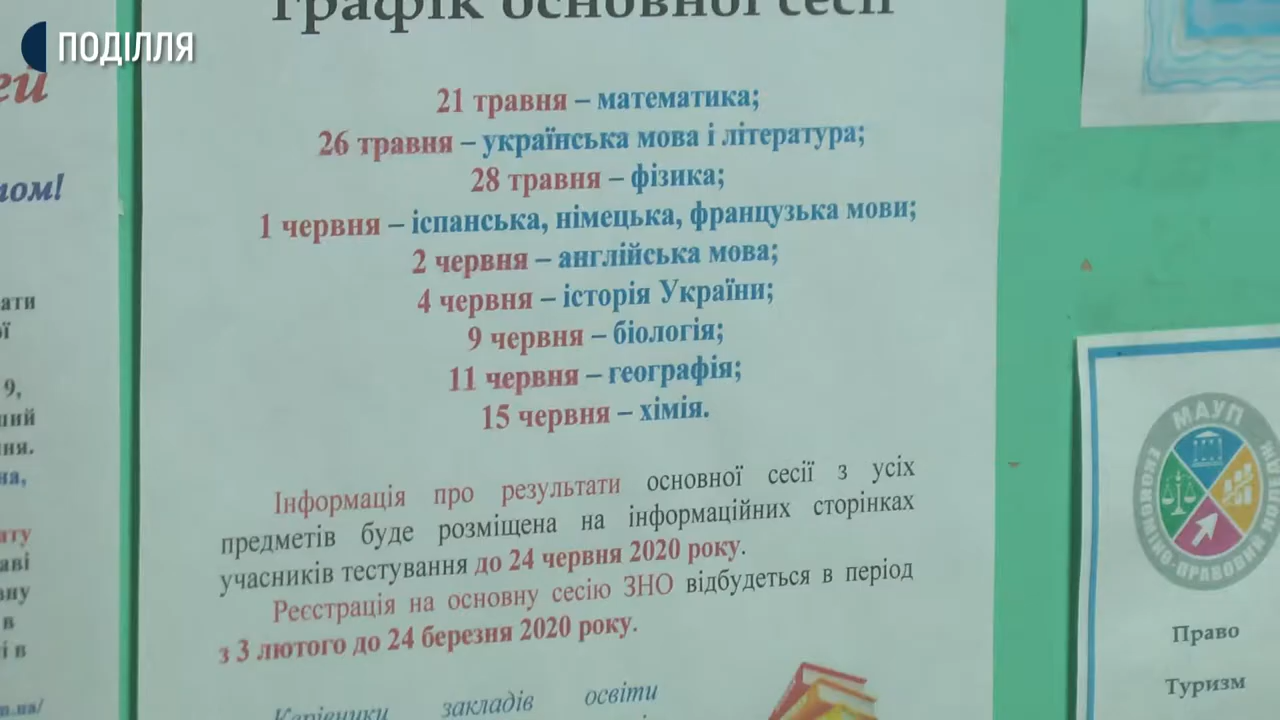 ПОДІЛЛЯ
графік основної сесії
21 травня – математика;
26 травня – українська мова і література;
28 травня – фізика;
1 червня – іспанська, німецька, французька мови;
2 червня – англійська мова;
4 червня – історія України;
9 червня – біологія;
11 червня – географія;
15 червня – хімія.
Інформація про результати основної сесії з усіх
предметів буде розміщена на інформаційних сторінках
учасників тестування до 24 червня 2020 року.
Реєстрація на основну сесію ЗНО відбудеться в період
з 3 лютого до 24 березня 2020 року.
Керівники закладів освіти
МАУП
Право
Туризм